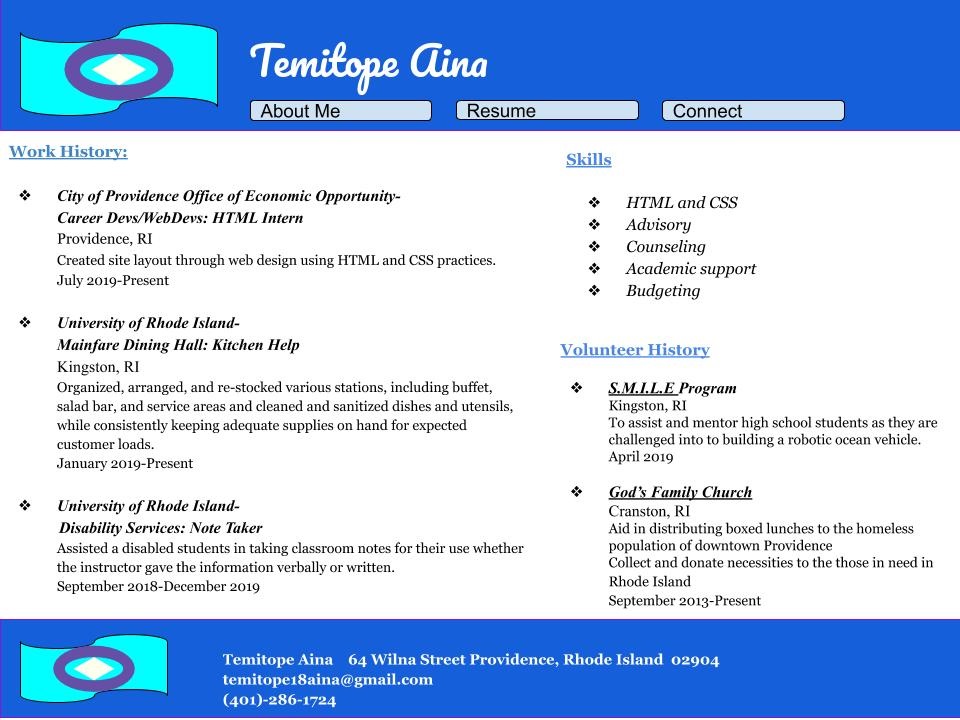 Temitope Aina
About Me
Resume
Connect
Work History:
❖ City of Providence Office of Economic Opportunity-
Career Devs/WebDevs: HTML Intern
Providence, RI
Created site layout through web design using HTML and CSS practices.
July 2019-Present
❖ University of Rhode Island-
Mainfare Dining Hall: Kitchen Help
Kingston, RI
Organized, arranged, and re-stocked various stations, including buffet,
salad bar, and service areas and cleaned and sanitized dishes and utensils,
while consistently keeping adequate supplies on hand for expected
customer loads.
January 2019-Present
❖ University of Rhode Island-
Disability Services: Note Taker
Assisted a disabled students in taking classroom notes for their use whether
the instructor gave the information verbally or written.
September 2018-December 2019
Skills
❖ HTML and CSS
❖ Advisory
❖ Counseling
❖ Academic support
❖ Budgeting
Volunteer History
❖ S.M.I.L.E Program
Kingston, RI
To assist and mentor high school students as they are
challenged into to building a robotic ocean vehicle.
April 2019
❖ God’s Family Church
Cranston, RI
Aid in distributing boxed lunches to the homeless
population of downtown Providence
Collect and donate necessities to the those in need in
Rhode Island
September 2013-Present
Temitope Aina 64 Wilna Street Providence, Rhode Island 02904
temitope18aina@gmail.com
(401)-286-1724